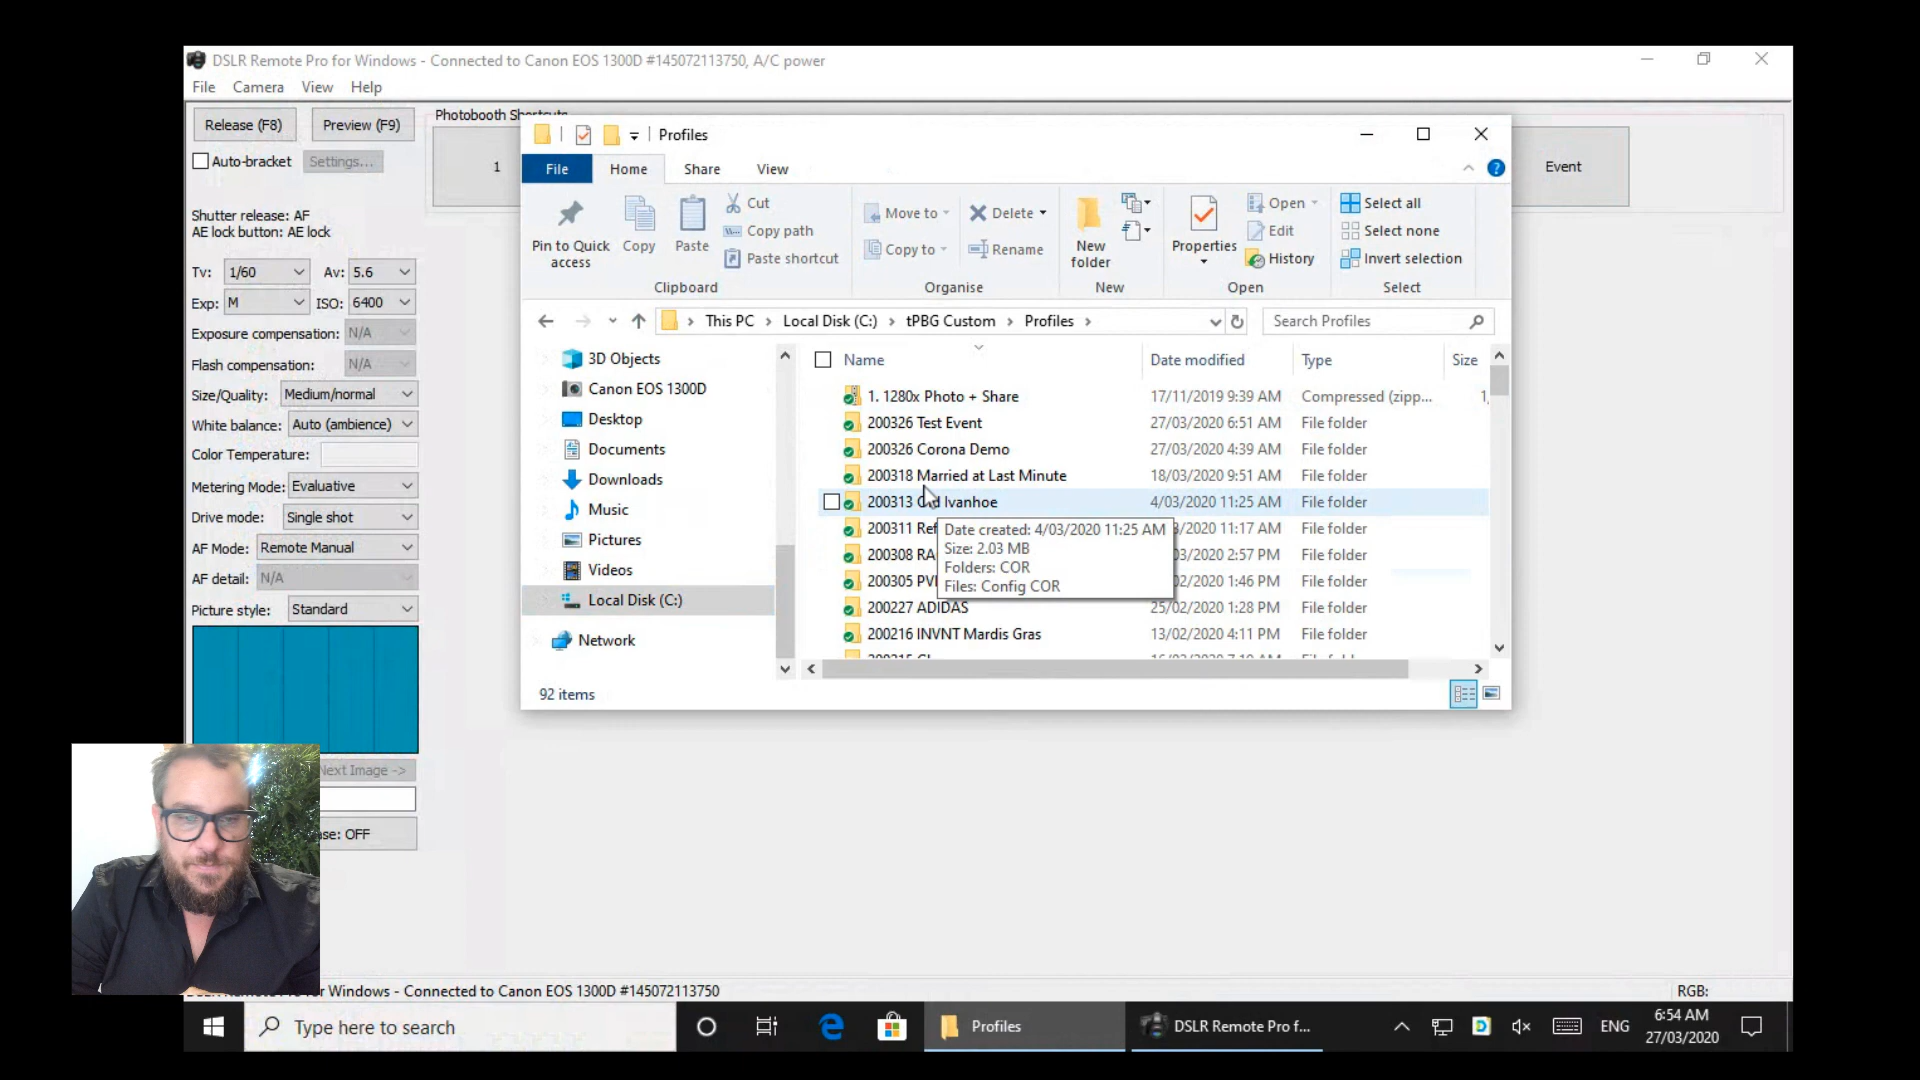 DSLR Remote Pro for Windows - Connected to Canon EOS 1300D #145072113750, A/C power
File Camera View Help
Release (F8) Preview (F9)
Auto-bracket Settings...
Shutter release: AF
AE lock button: AE lock
Tv: 1/60 Av: 5.6
Exp: M ISO: 6400
Exposure compensation: N/A
Flash compensation: N/A
Size/Quality: Medium/normal
White balance: Auto (ambience)
Color Temperature:
Metering Mode: Evaluative
Drive mode: Single shot
AF Mode: Remote Manual
AF detail: N/A
Picture style: Standard
Next Image ->
OFF
Photobooth
1
Event
Profiles
File Home Share View
Pin to Quick access
Copy
Paste
Cut
Copy path
Paste shortcut
Clipboard
Move to
Copy to
Delete
Rename
Organise
New folder
New
Properties
Open
Edit
History
Open
Select all
Select none
Invert selection
Select
This PC > Local Disk (C:) > tPBG Custom > Profiles >
Search Profiles
3D Objects
Canon EOS 1300D
Desktop
Documents
Downloads
Music
Pictures
Videos
Local Disk (C:)
Network
Name Date modified Type Size
1. 1280x Photo + Share 17/11/2019 9:39 AM Compressed (zipp...
200326 Test Event 27/03/2020 6:51 AM File folder
200326 Corona Demo 27/03/2020 4:39 AM File folder
200318 Married at Last Minute 18/03/2020 9:51 AM File folder
200313 Ivanhoe 4/03/2020 11:25 AM File folder
200311 11:17 AM File folder
200308 2:57 PM File folder
200305 1:46 PM File folder
200227 ADIDAS 25/02/2020 1:28 PM File folder
200216 INVNT Mardis Gras 13/02/2020 4:11 PM File folder
Date created: 4/03/2020 11:25 AM
Size: 2.03 MB
Folders: COR
Files: Config COR
92 items
Windows - Connected to Canon EOS 1300D #145072113750
RGB:
Type here to search
Profiles
DSLR Remote Pro f...
ENG
6:54 AM
27/03/2020